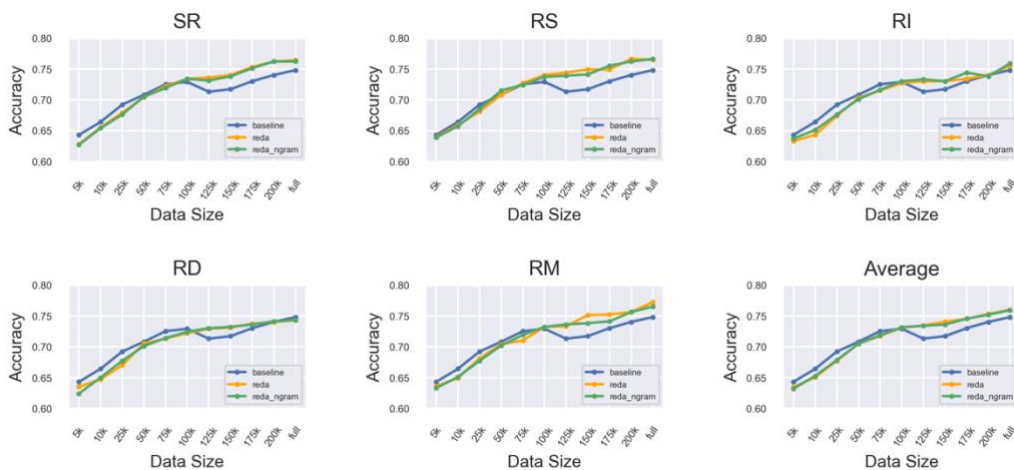 SR
Accuracy
0.80
0.75
0.70
0.65
0.60
baseline
reda
reda_ngram
5k 10k 25k 50k 75k 100k 125k 150k 175k 200k full
Data Size
RS
Accuracy
0.80
0.75
0.70
0.65
0.60
baseline
reda
reda_ngram
5k 10k 25k 50k 75k 100k 125k 150k 175k 200k full
Data Size
RI
Accuracy
0.80
0.75
0.70
0.65
0.60
baseline
reda
reda_ngram
5k 10k 25k 50k 75k 100k 125k 150k 175k 200k full
Data Size
RD
Accuracy
0.80
0.75
0.70
0.65
0.60
baseline
reda
reda_ngram
5k 10k 25k 50k 75k 100k 125k 150k 175k 200k full
Data Size
RM
Accuracy
0.80
0.75
0.70
0.65
0.60
baseline
reda
reda_ngram
5k 10k 25k 50k 75k 100k 125k 150k 175k 200k full
Data Size
Average
Accuracy
0.80
0.75
0.70
0.65
0.60
baseline
reda
reda_ngram
5k 10k 25k 50k 75k 100k 125k 150k 175k 200k full
Data Size